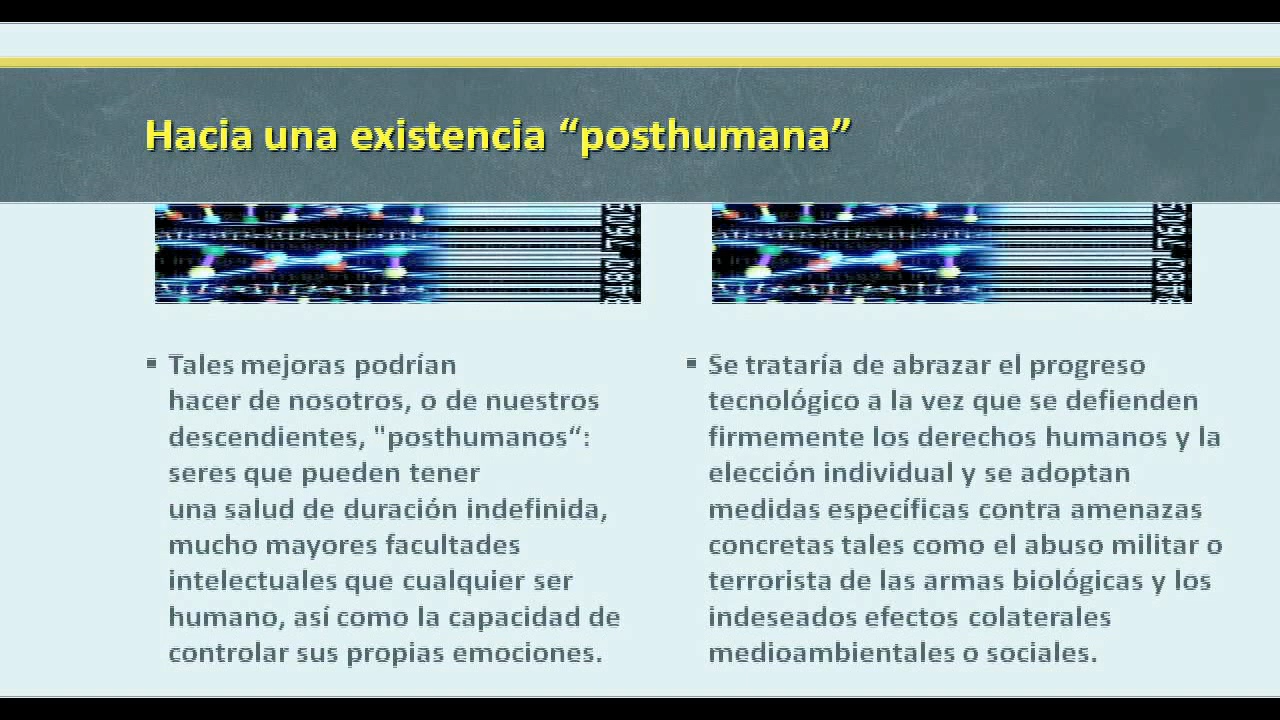 Hacia una existencia “posthumana”
▪ Tales mejoras podrían
hacer de nosotros, o de nuestros
descendientes, "posthumanos“:
seres que pueden tener
una salud de duración indefinida,
mucho mayores facultades
intelectuales que cualquier ser
humano, así como la capacidad de
controlar sus propias emociones.
▪ Se trataría de abrazar el progreso
tecnológico a la vez que se defienden
firmemente los derechos humanos y la
elección individual y se adoptan
medidas específicas contra amenazas
concretas tales como el abuso militar o
terrorista de las armas biológicas y los
indeseados efectos colaterales
medioambientales o sociales.